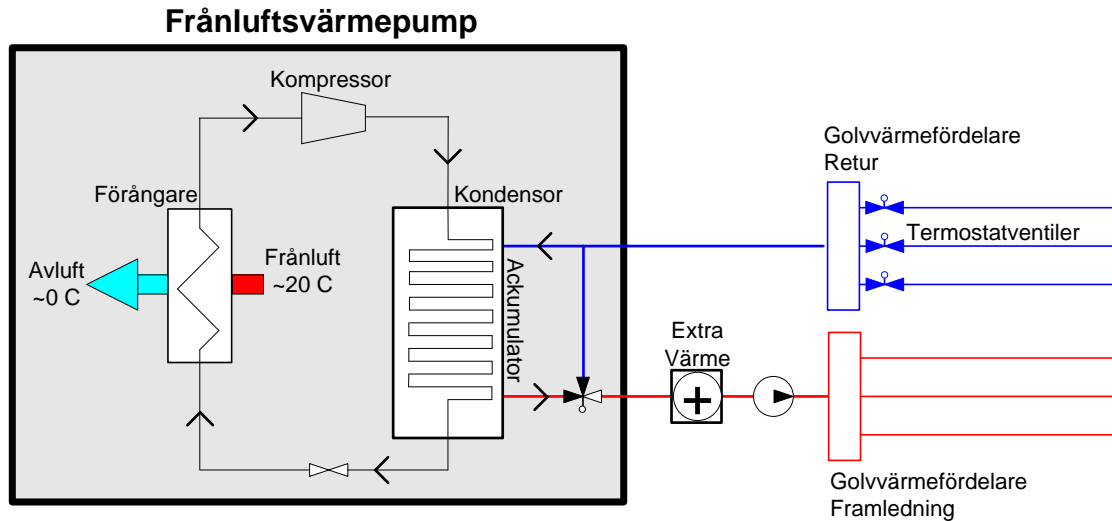 Frånluftsvärmepump
Kompressor
Förångare
Kondensor
Avluft
~0 C
Frånluft
~20 C
Ackumulator
Extra
Värme
Golvvärmefördelare
Retur
Termostatventiler
Golvvärmefördelare
Framledning